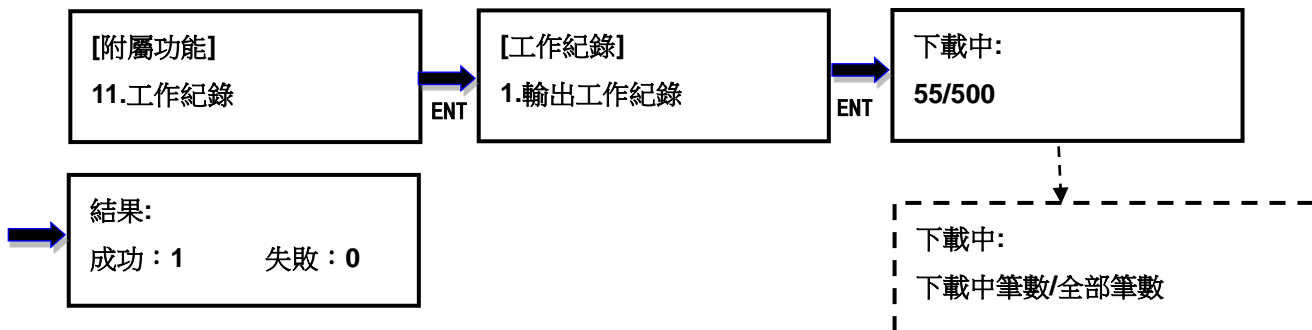 [附屬功能]
11.工作紀錄
ENT
[工作紀錄]
1.輸出工作紀錄
ENT
下載中:
55/500
結果:
成功：1 失敗：0
下載中:
下載中筆數/全部筆數